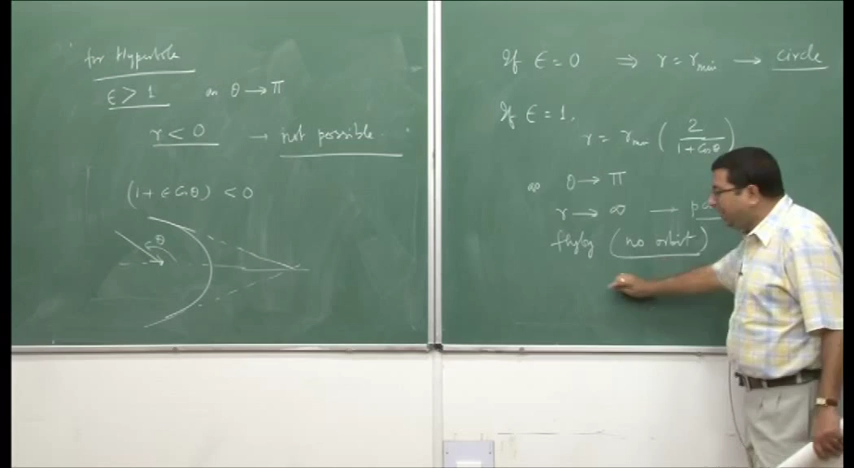 for Hyperbola
ε > 1 as θ → π
r < 0 → not possible
(1 + ε Cosθ) < 0
θ
If ε = 0 ⇒ r = r_min → circle
If ε = 1,
r = r_min ( 2 / 1 + Cosθ )
as θ → π
r → ∞ →
flyby (no orbit)